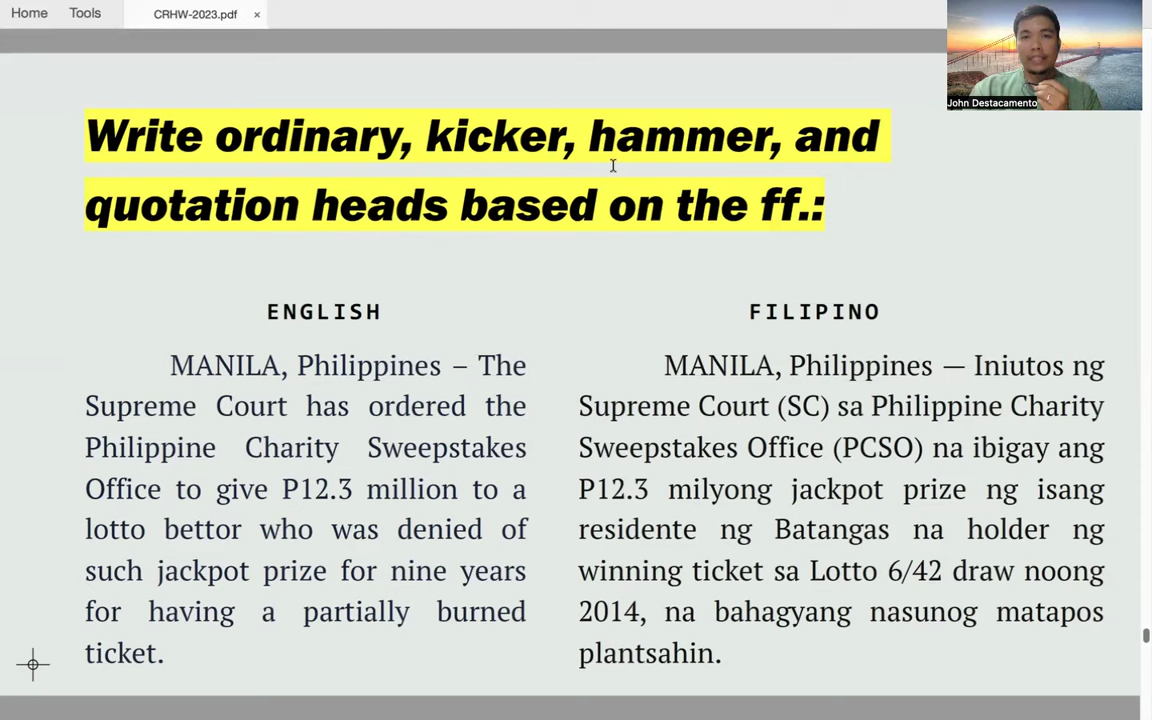 Home Tools CRHW-2023.pdf ×
John Destacamento
Write ordinary, kicker, hammer, and
quotation heads based on the ff.:
ENGLISH
MANILA, Philippines – The
Supreme Court has ordered the
Philippine Charity Sweepstakes
Office to give P12.3 million to a
lotto bettor who was denied of
such jackpot prize for nine years
for having a partially burned
ticket.
FILIPINO
MANILA, Philippines — Iniutos ng
Supreme Court (SC) sa Philippine Charity
Sweepstakes Office (PCSO) na ibigay ang
P12.3 milyong jackpot prize ng isang
residente ng Batangas na holder ng
winning ticket sa Lotto 6/42 draw noong
2014, na bahagyang nasunog matapos
plantsahin.